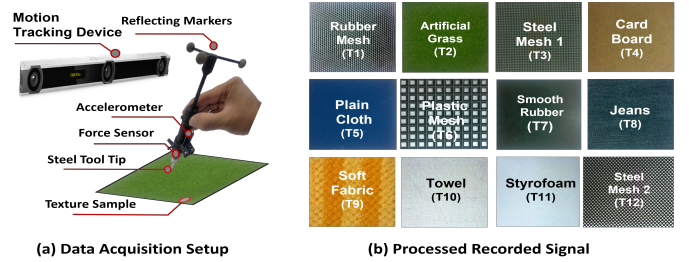 Motion
Tracking Device
Reflecting Markers
Accelerometer
Force Sensor
Steel Tool Tip
Texture Sample
(a) Data Acquisition Setup
Rubber
Mesh
(T1)
Artificial
Grass
(T2)
Steel
Mesh 1
(T3)
Card
Board
(T4)
Plain
Cloth
(T5)
Plastic
Mesh
(T6)
Smooth
Rubber
(T7)
Jeans
(T8)
Soft
Fabric
(T9)
Towel
(T10)
Styrofoam
(T11)
Steel
Mesh 2
(T12)
(b) Processed Recorded Signal